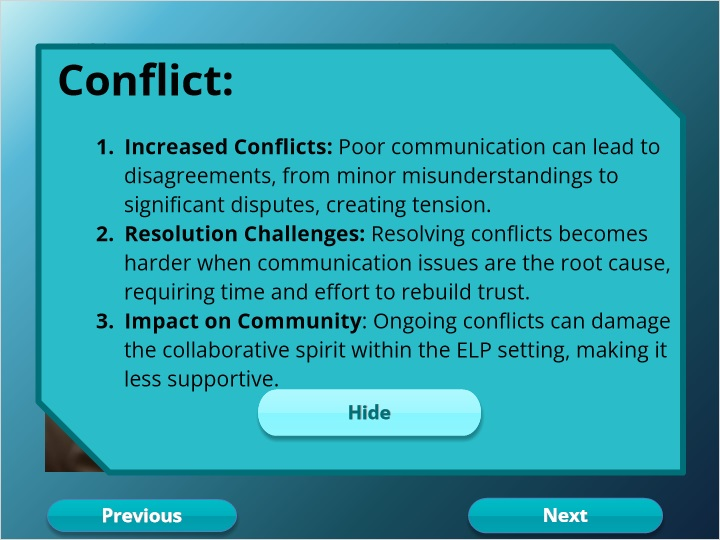 Conflict:
1. Increased Conflicts: Poor communication can lead to
disagreements, from minor misunderstandings to
significant disputes, creating tension.
2. Resolution Challenges: Resolving conflicts becomes
harder when communication issues are the root cause,
requiring time and effort to rebuild trust.
3. Impact on Community: Ongoing conflicts can damage
the collaborative spirit within the ELP setting, making it
less supportive.
Hide
Previous
Next